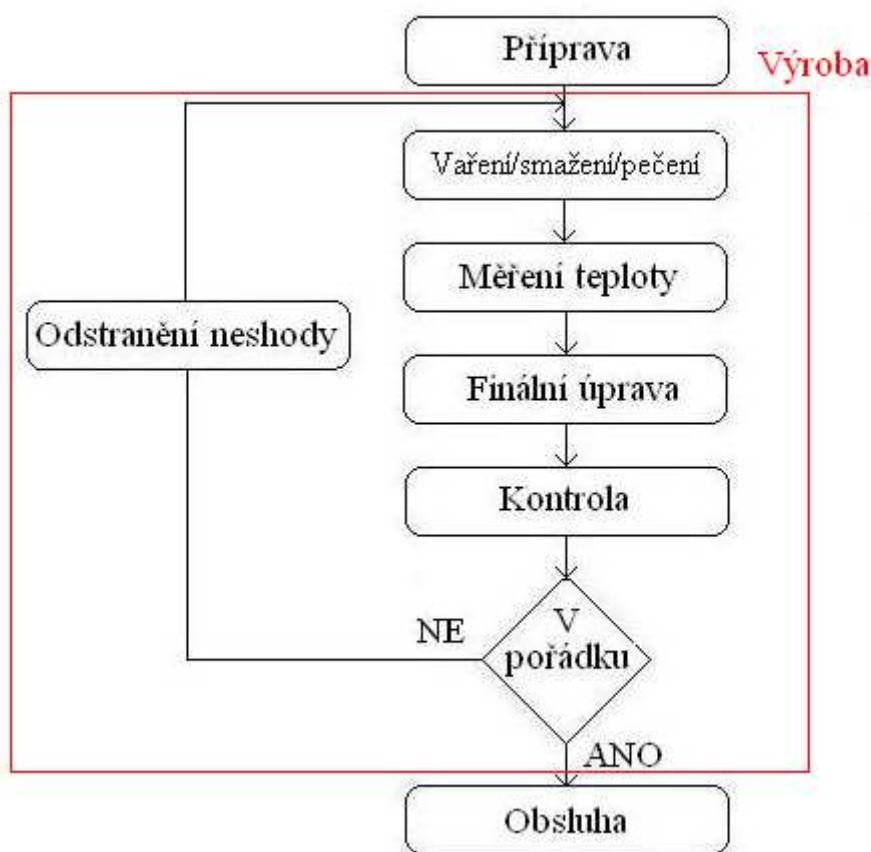 Příprava
Výroba
Vaření/smažení/pečení
Měření teploty
Odstranění neshody
Finální úprava
Kontrola
NE
V
pořádku
ANO
Obsluha